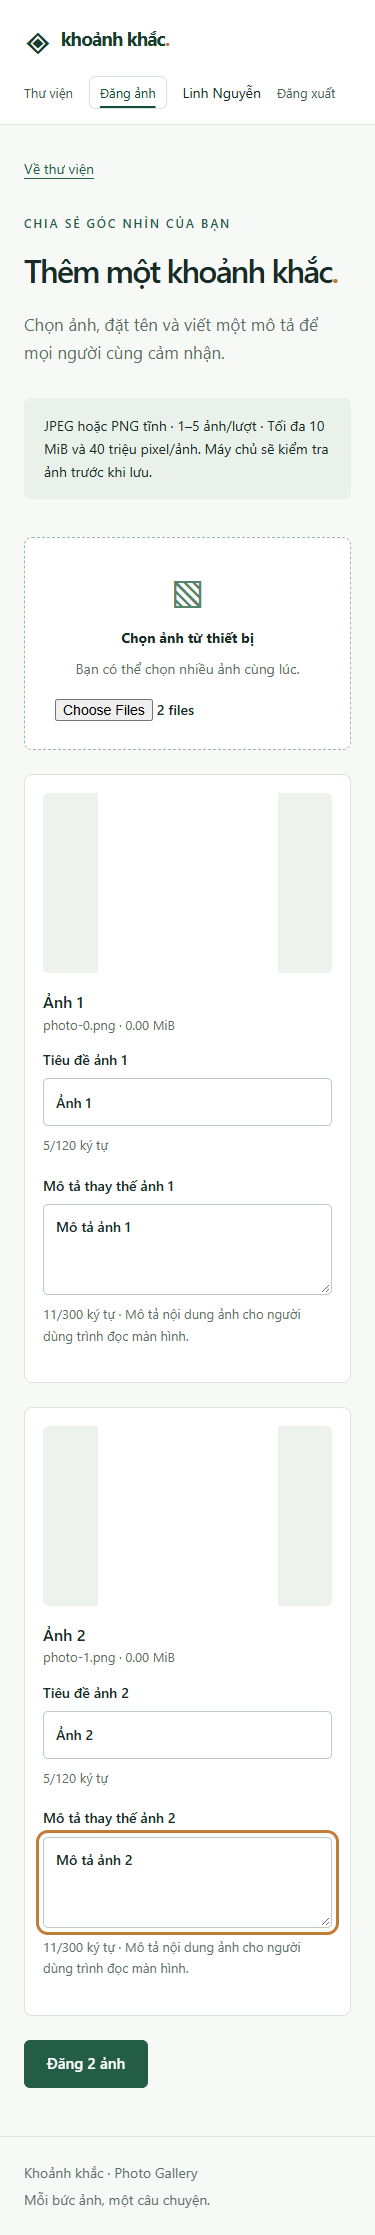 khoảnh khắc.
Thư viện Đăng ảnh Linh Nguyễn Đăng xuất
Về thư viện
CHIA SẺ GÓC NHÌN CỦA BẠN
Thêm một khoảnh khắc.
Chọn ảnh, đặt tên và viết một mô tả để
mọi người cùng cảm nhận.
JPEG hoặc PNG tĩnh · 1–5 ảnh/lượt · Tối đa 10
MiB và 40 triệu pixel/ảnh. Máy chủ sẽ kiểm tra
ảnh trước khi lưu.
Chọn ảnh từ thiết bị
Bạn có thể chọn nhiều ảnh cùng lúc.
Choose Files 2 files
Ảnh 1
photo-0.png · 0.00 MiB
Tiêu đề ảnh 1
Ảnh 1
5/120 ký tự
Mô tả thay thế ảnh 1
Mô tả ảnh 1
11/300 ký tự · Mô tả nội dung ảnh cho người
dùng trình đọc màn hình.
Ảnh 2
photo-1.png · 0.00 MiB
Tiêu đề ảnh 2
Ảnh 2
5/120 ký tự
Mô tả thay thế ảnh 2
Mô tả ảnh 2
11/300 ký tự · Mô tả nội dung ảnh cho người
dùng trình đọc màn hình.
Đăng 2 ảnh
Khoảnh khắc · Photo Gallery
Mỗi bức ảnh, một câu chuyện.